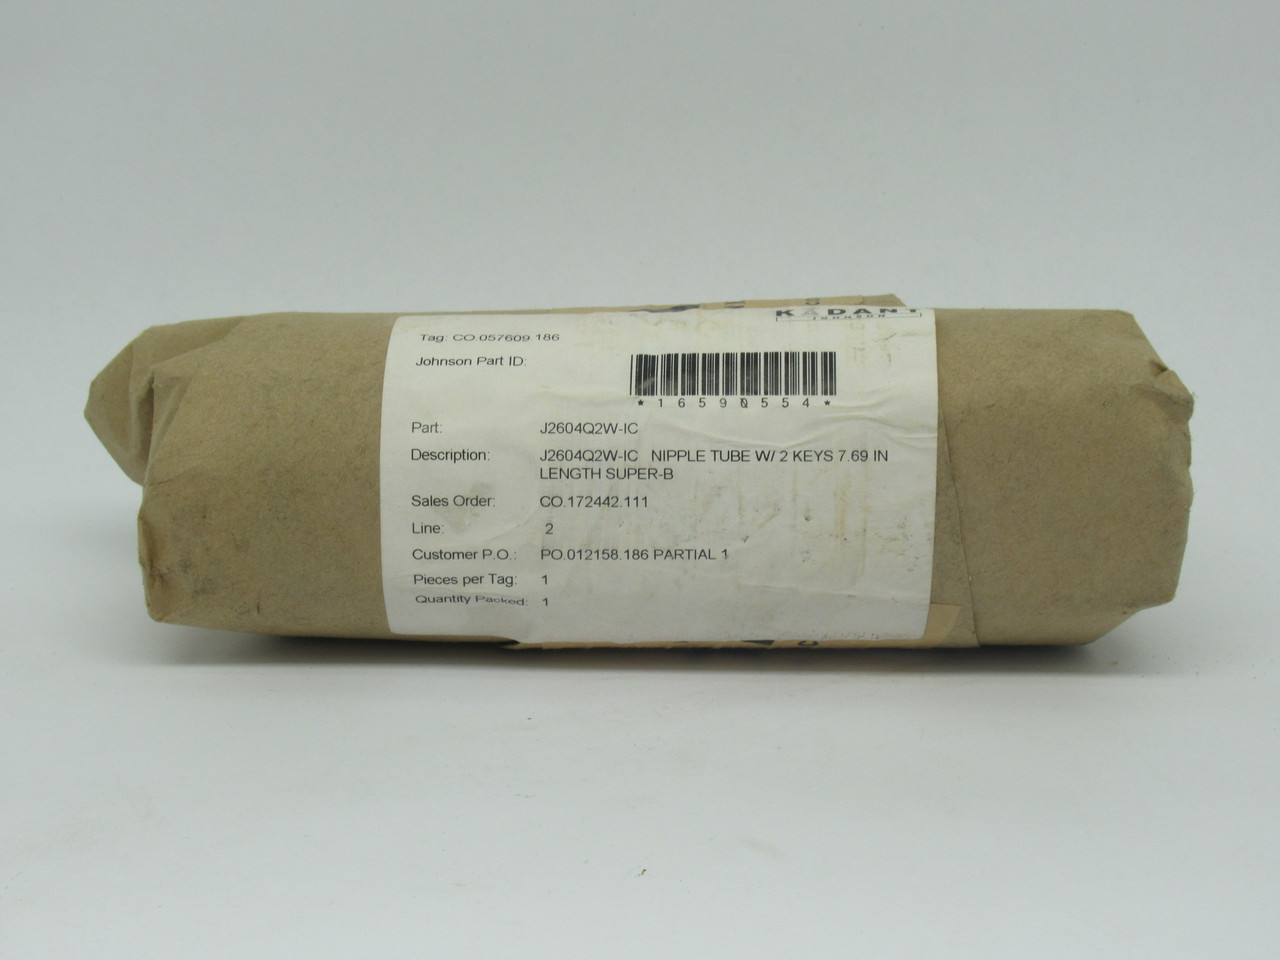 KADANT
JOHNSON
Tag: CO.057609.186
Johnson Part ID:
*16590554*
Part: J2604Q2W-IC
Description: J2604Q2W-IC NIPPLE TUBE W/ 2 KEYS 7.69 IN
LENGTH SUPER-B
Sales Order: CO.172442.111
Line: 2
Customer P.O.: PO.012158.186 PARTIAL 1
Pieces per Tag: 1
Quantity Packed: 1